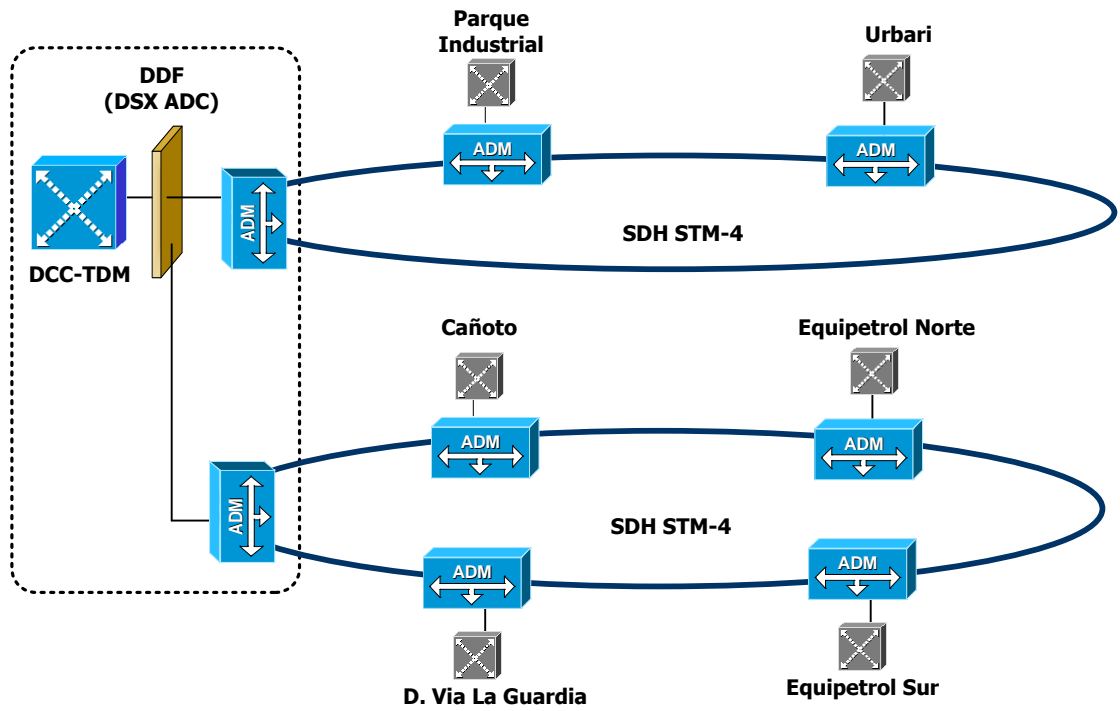 Parque
Industrial
Urbari
DDF
(DSX ADC)
ADM
ADM
ADM
SDH STM-4
DCC-TDM
Cañoto
Equipetrol Norte
ADM
ADM
ADM
SDH STM-4
ADM
ADM
D. Via La Guardia
Equipetrol Sur